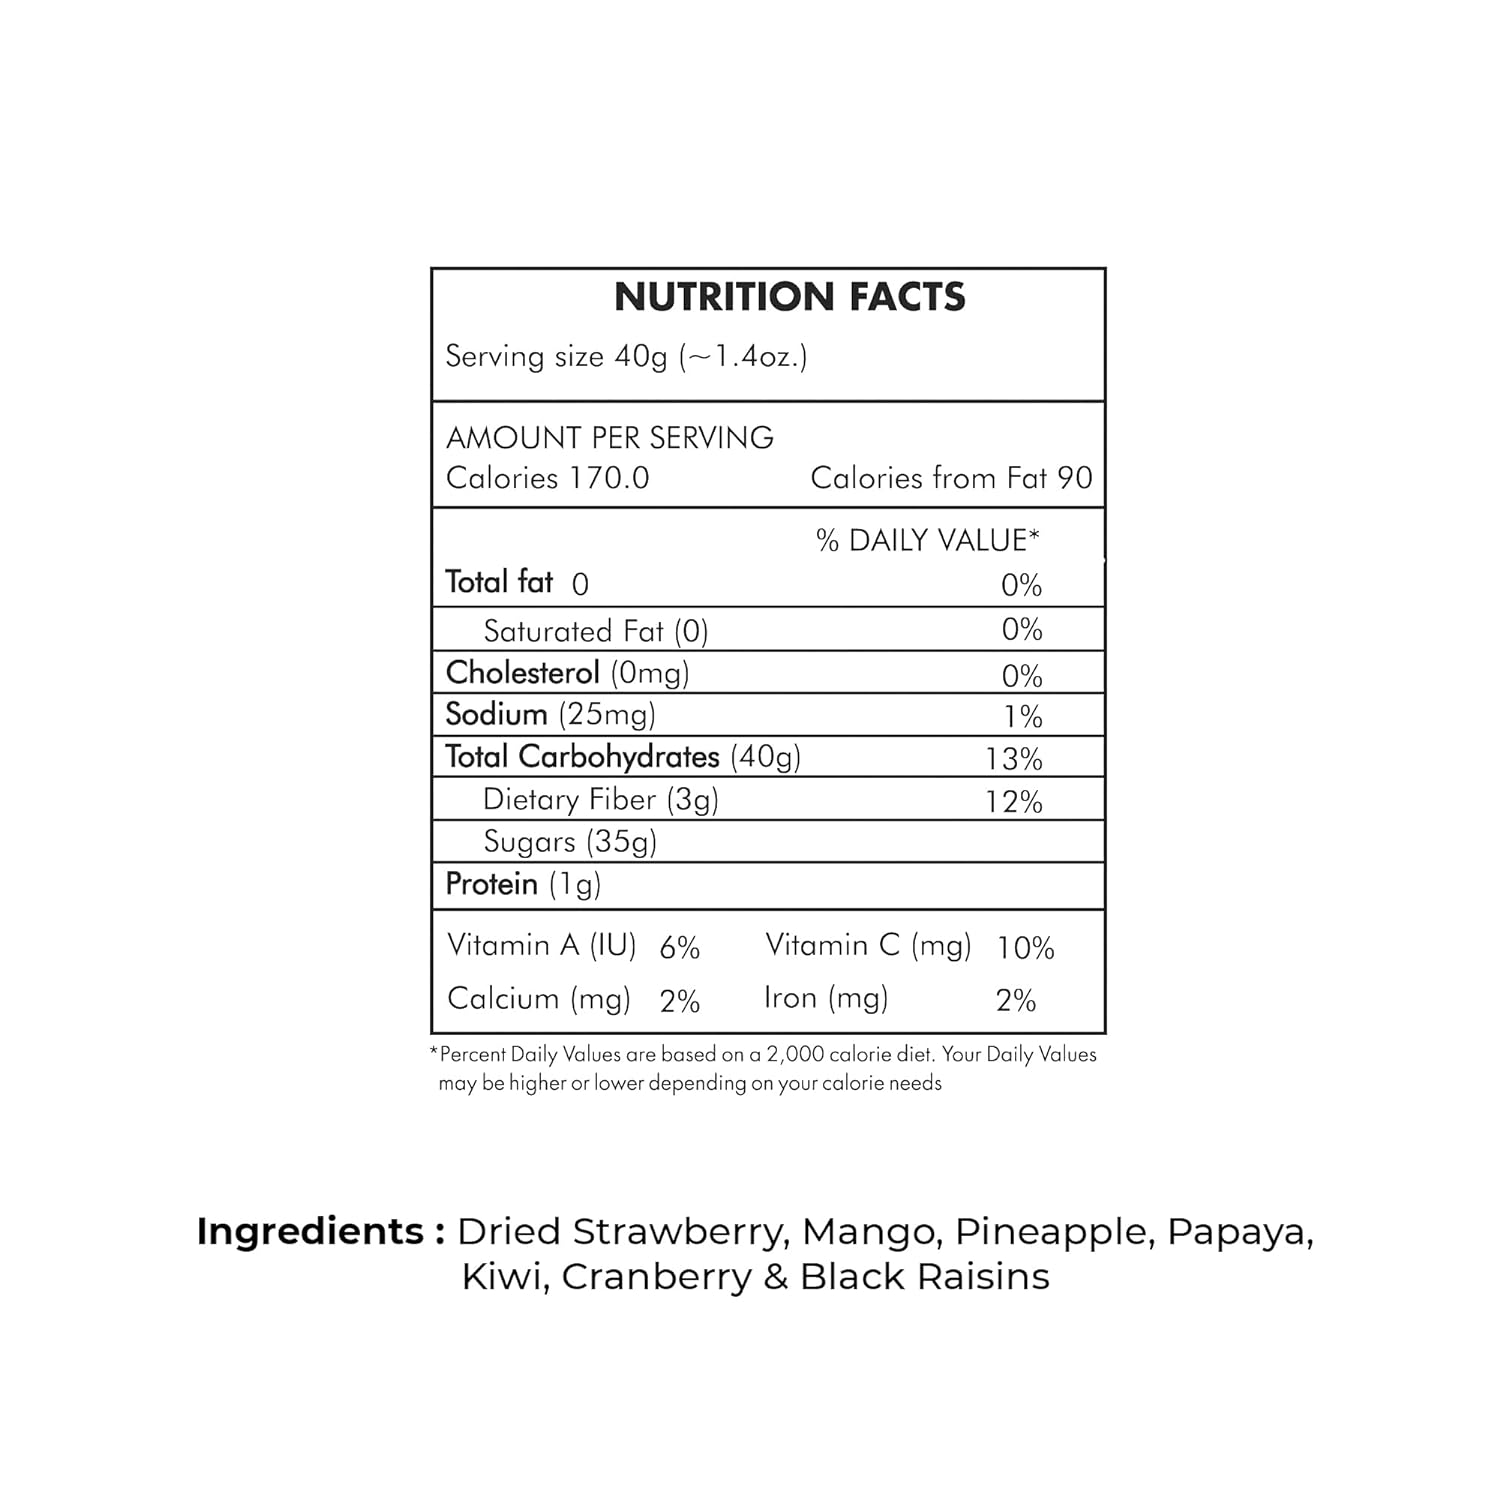 NUTRITION FACTS
Serving size 40g (~1.4oz.)
AMOUNT PER SERVING
Calories 170.0 Calories from Fat 90
% DAILY VALUE*
Total fat 0 0%
Saturated Fat (0) 0%
Cholesterol (0mg) 0%
Sodium (25mg) 1%
Total Carbohydrates (40g) 13%
Dietary Fiber (3g) 12%
Sugars (35g)
Protein (1g)
Vitamin A (IU) 6% Vitamin C (mg) 10%
Calcium (mg) 2% Iron (mg) 2%
*Percent Daily Values are based on a 2,000 calorie diet. Your Daily Values
may be higher or lower depending on your calorie needs
Ingredients : Dried Strawberry, Mango, Pineapple, Papaya,
Kiwi, Cranberry & Black Raisins